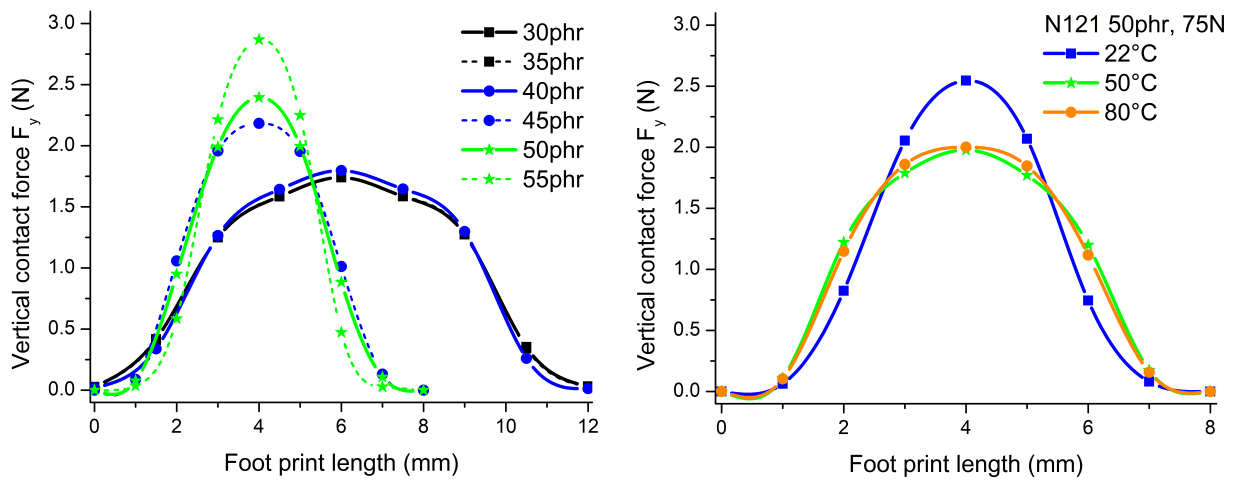 3.0
2.5
2.0
1.5
1.0
0.5
0.0
Vertical contact force Fy (N)
30phr
35phr
40phr
45phr
50phr
55phr
0 2 4 6 8 10 12
Foot print length (mm)
3.0
2.5
2.0
1.5
1.0
0.5
0.0
Vertical contact force Fy (N)
N121 50phr, 75N
22°C
50°C
80°C
0 2 4 6 8
Foot print length (mm)